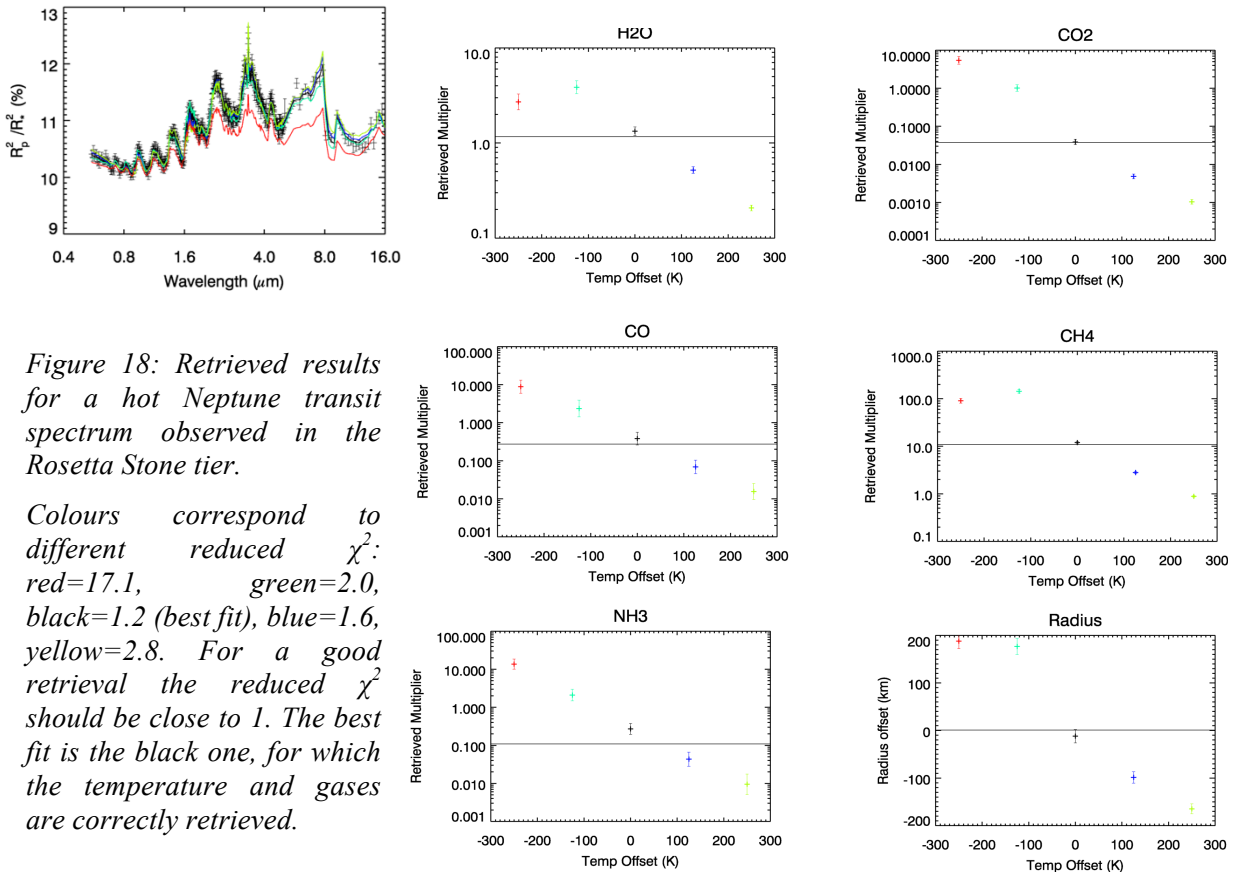 13
12
11
10
9
R²p/R²* (%)
0.4 0.8 1.6 4.0 8.0 16.0
Wavelength (μm)
H2O
10.0
1.0
0.1
Retrieved Multiplier
-300 -200 -100 0 100 200 300
Temp Offset (K)
CO2
10.0000
1.0000
0.1000
0.0100
0.0010
0.0001
Retrieved Multiplier
-300 -200 -100 0 100 200 300
Temp Offset (K)
Figure 18: Retrieved results
for a hot Neptune transit
spectrum observed in the
Rosetta Stone tier.
Colours correspond to
different reduced χ²:
red=17.1, green=2.0,
black=1.2 (best fit), blue=1.6,
yellow=2.8. For a good
retrieval the reduced χ²
should be close to 1. The best
fit is the black one, for which
the temperature and gases
are correctly retrieved.
CO
100.000
10.000
1.000
0.100
0.010
0.001
Retrieved Multiplier
-300 -200 -100 0 100 200 300
Temp Offset (K)
CH4
1000.0
100.0
10.0
1.0
0.1
Retrieved Multiplier
-300 -200 -100 0 100 200 300
Temp Offset (K)
NH3
100.000
10.000
1.000
0.100
0.010
0.001
Retrieved Multiplier
-300 -200 -100 0 100 200 300
Temp Offset (K)
Radius
200
100
0
-100
-200
Radius offset (km)
-300 -200 -100 0 100 200 300
Temp Offset (K)